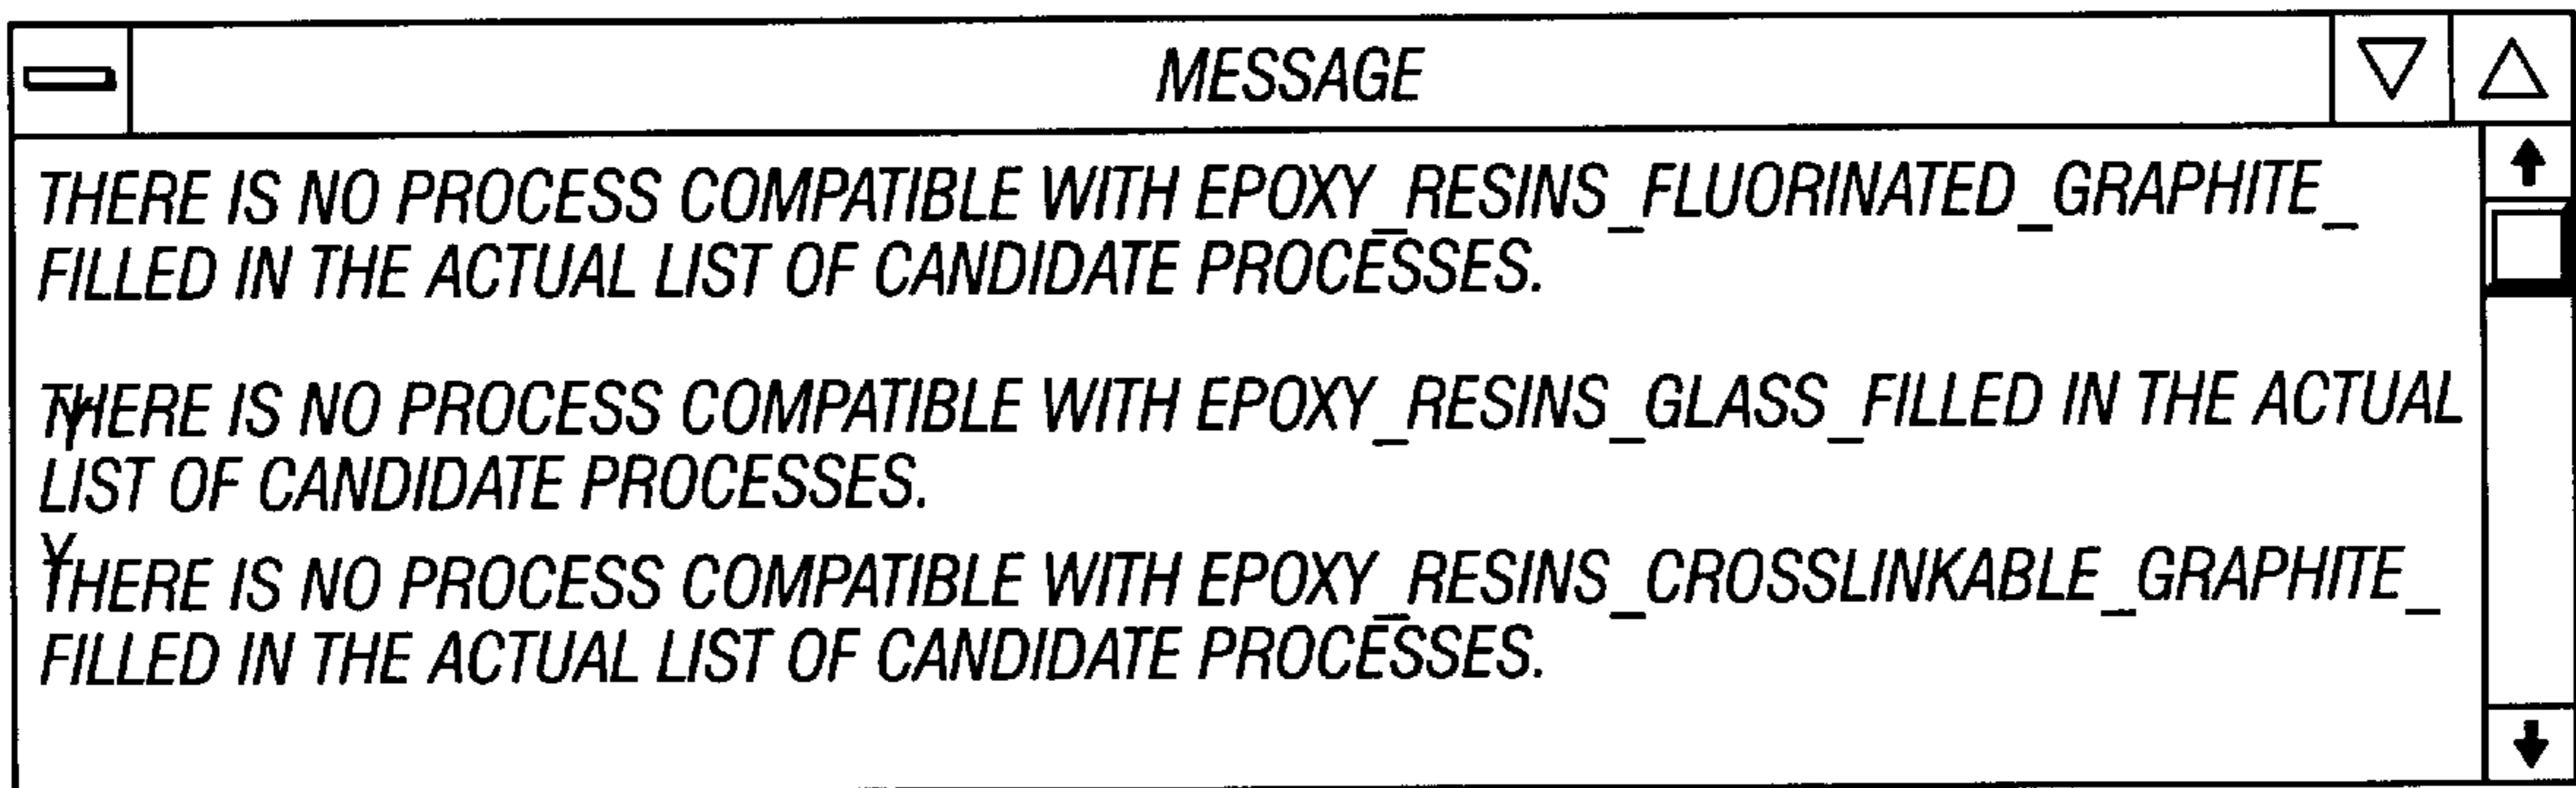 MESSAGE
THERE IS NO PROCESS COMPATIBLE WITH EPOXY_RESINS_FLUORINATED_GRAPHITE_
FILLED IN THE ACTUAL LIST OF CANDIDATE PROCESSES.
THERE IS NO PROCESS COMPATIBLE WITH EPOXY_RESINS_GLASS_FILLED IN THE ACTUAL
LIST OF CANDIDATE PROCESSES.
THERE IS NO PROCESS COMPATIBLE WITH EPOXY_RESINS_CROSSLINKABLE_GRAPHITE_
FILLED IN THE ACTUAL LIST OF CANDIDATE PROCESSES.